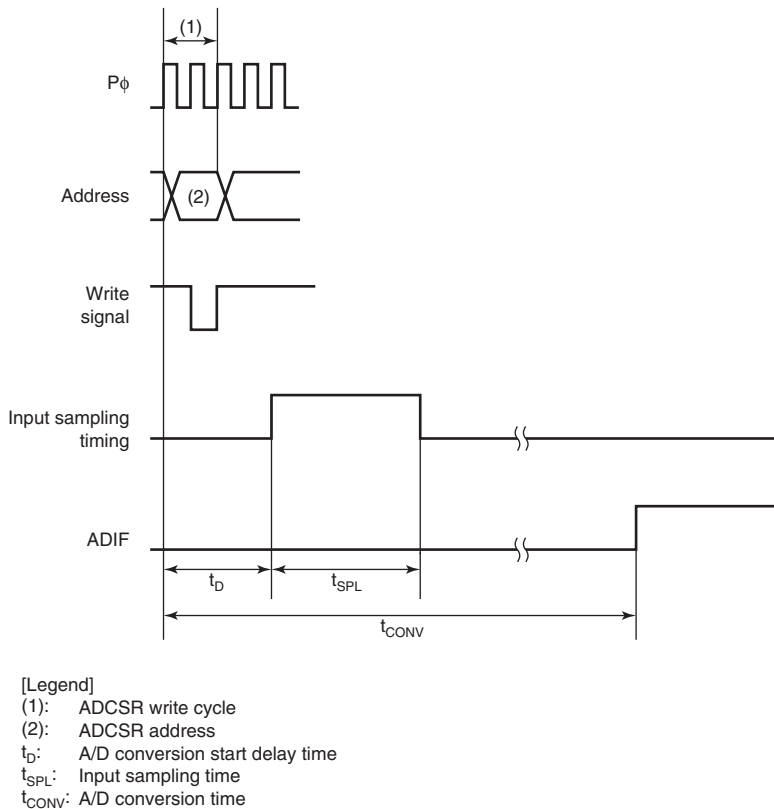 (1)
Pϕ
Address
(2)
Write
signal
Input sampling
timing
ADIF
tD
tSPL
tCONV
[Legend]
(1): ADCSR write cycle
(2): ADCSR address
tD: A/D conversion start delay time
tSPL: Input sampling time
tCONV: A/D conversion time